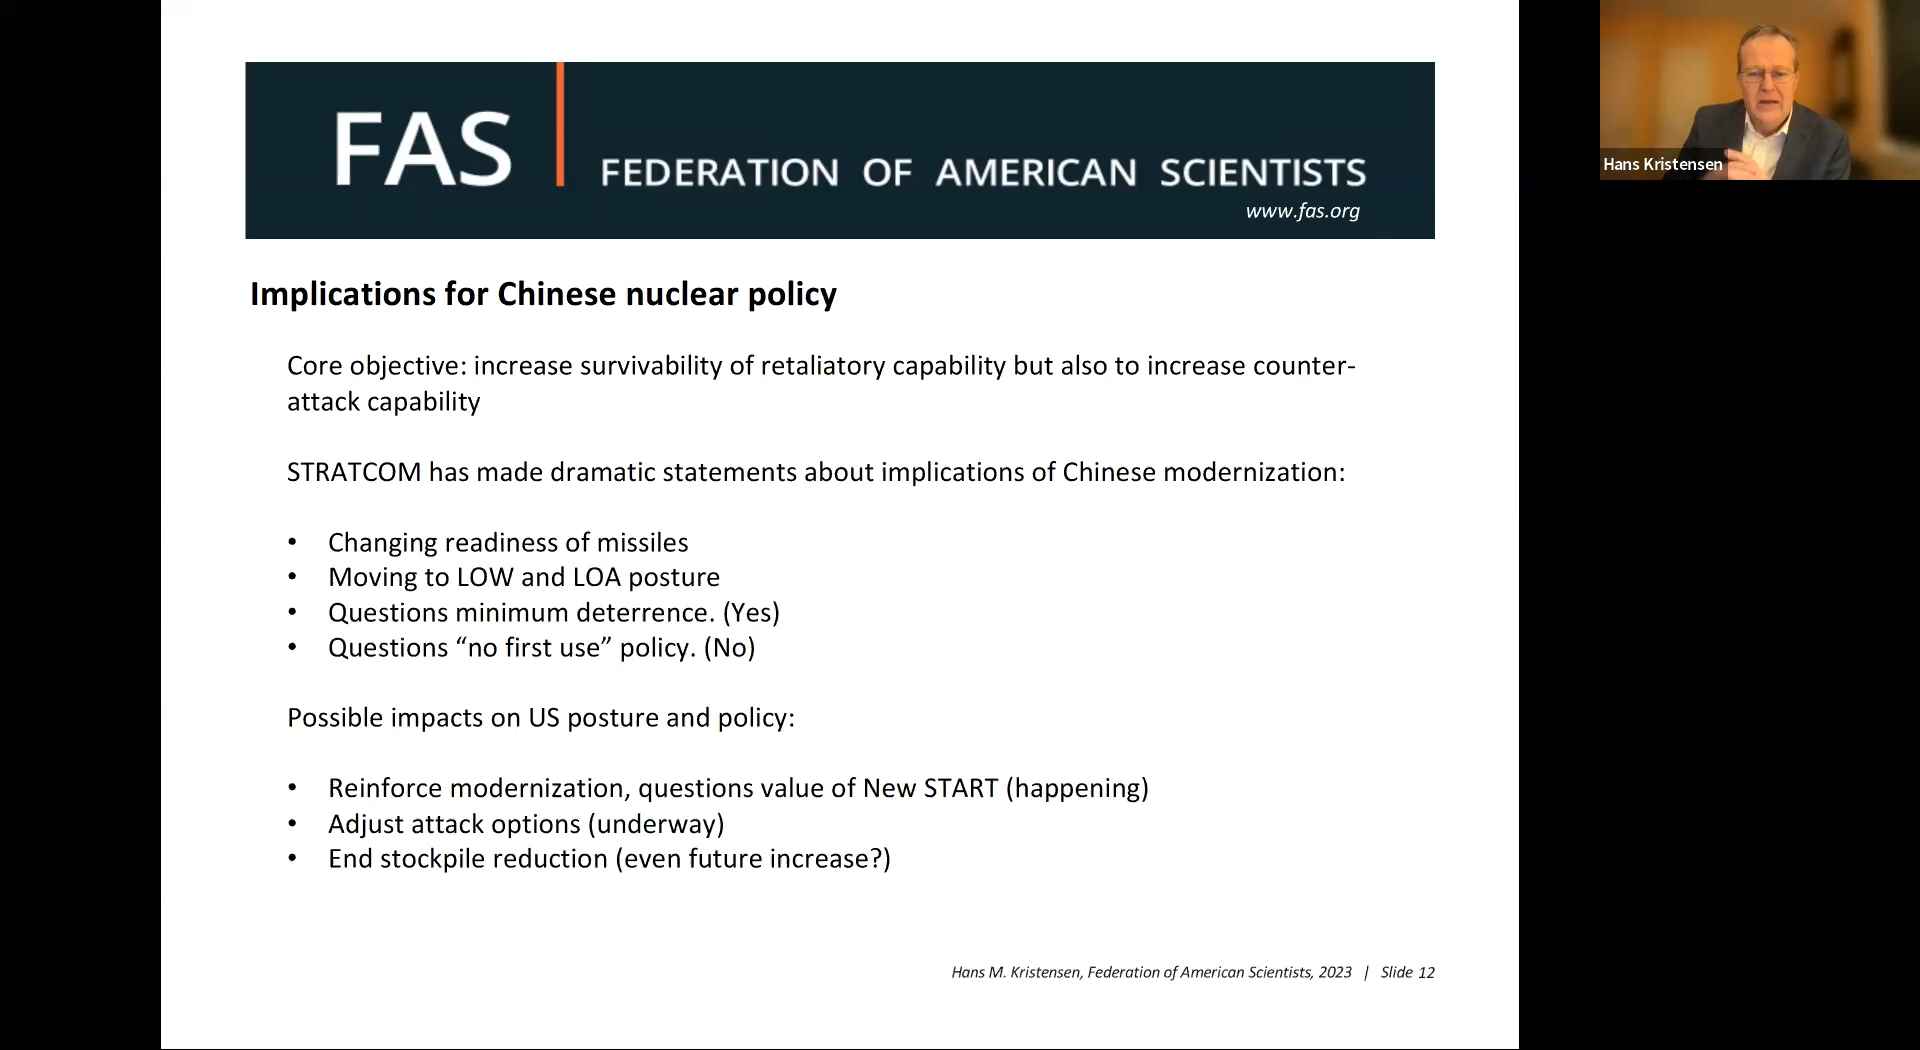 FAS
FEDERATION OF AMERICAN SCIENTISTS
www.fas.org
Hans Kristensen
Implications for Chinese nuclear policy
Core objective: increase survivability of retaliatory capability but also to increase counter-
attack capability
STRATCOM has made dramatic statements about implications of Chinese modernization:
• Changing readiness of missiles
• Moving to LOW and LOA posture
• Questions minimum deterrence. (Yes)
• Questions “no first use” policy. (No)
Possible impacts on US posture and policy:
• Reinforce modernization, questions value of New START (happening)
• Adjust attack options (underway)
• End stockpile reduction (even future increase?)
Hans M. Kristensen, Federation of American Scientists, 2023 | Slide 12